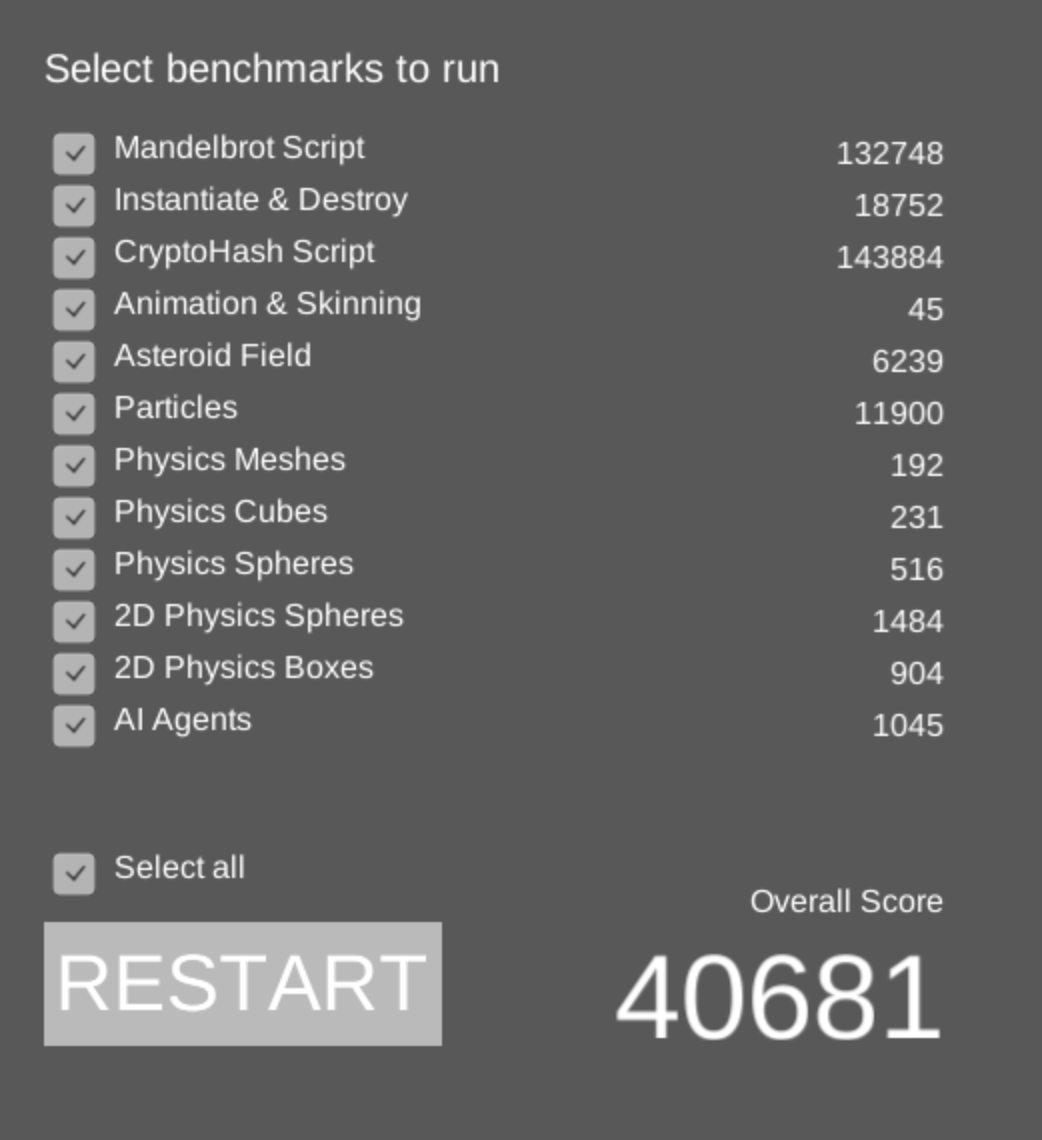 Select benchmarks to run
Mandelbrot Script 132748
Instantiate & Destroy 18752
CryptoHash Script 143884
Animation & Skinning 45
Asteroid Field 6239
Particles 11900
Physics Meshes 192
Physics Cubes 231
Physics Spheres 516
2D Physics Spheres 1484
2D Physics Boxes 904
AI Agents 1045
Select all
Overall Score
RESTART 40681